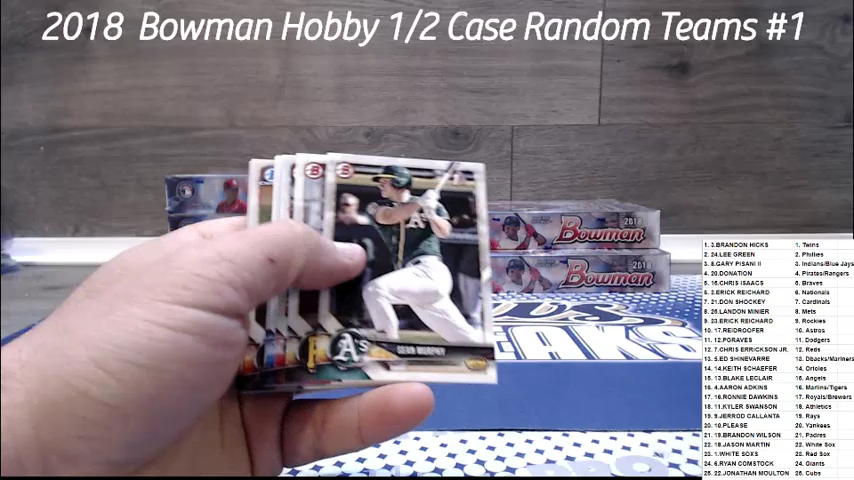 2018 Bowman Hobby 1/2 Case Random Teams #1
B
B
A's
A's
SEAN MURPHY
2018
Bowman
2018
Bowman
EAKS
1. 3.BRANDON HICKS 1. Twins
2. 24.LEE GREEN 2. Phillies
3. 8.GARY PISANI II 3. Indians/Blue Jays
4. 20.DONATION 4. Pirates/Rangers
5. 15.CHRIS ISAACS 5. Braves
6. 2.ERICK REICHARD 6. Nationals
7. 21.DON SHOCKEY 7. Cardinals
8. 25.LANDON MINIER 8. Mets
9. 23.ERICK REICHARD 9. Rockies
10. 17.REIDROOFER 10. Astros
11. 12.PGRAVES 11. Dodgers
12. 7.CHRIS ERRICKSON JR. 12. Reds
13. 5.ED SHINEVARRE 13. Dbacks/Mariners
14. 14.KEITH SCHAEFER 14. Orioles
15. 13.BLAKE LECLAIR 15. Angels
16. 4.AARON ADKINS 16. Marlins/Tigers
17. 16.RONNIE DAWKINS 17. Royals/Brewers
18. 11.KYLER SWANSON 18. Athletics
19. 9.JERROD CALLANTA 19. Rays
20. 10.PLEASE 20. Yankees
21. 19.BRANDON WILSON 21. Padres
22. 18.JASON MARTIN 22. White Sox
23. 1.WHITE SOXS 23. Red Sox
24. 6.RYAN COMSTOCK 24. Giants
25. 22.JONATHAN MOULTON 25. Cubs